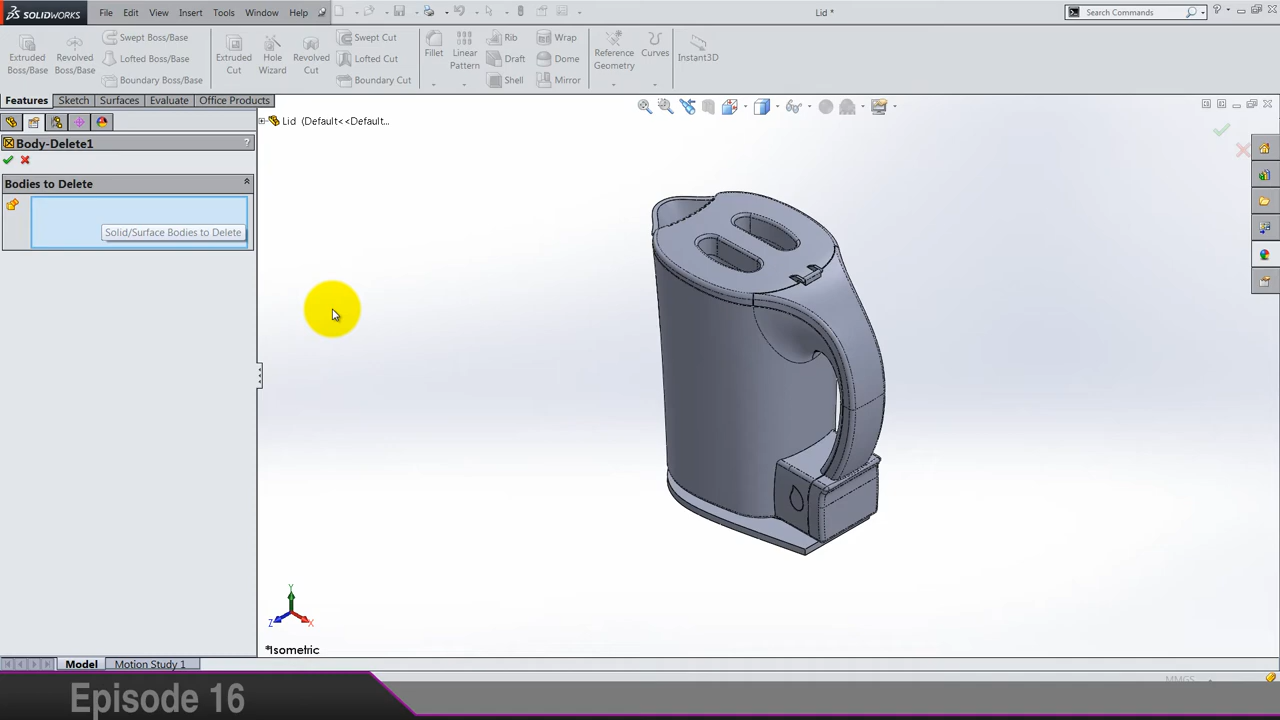 SOLIDWORKS File Edit View Insert Tools Window Help Lid * Search Commands
Extruded Boss/Base Revolved Boss/Base Swept Boss/Base Lofted Boss/Base Boundary Boss/Base Extruded Cut Hole Wizard Revolved Cut Swept Cut Lofted Cut Boundary Cut Fillet Linear Pattern Rib Draft Shell Wrap Dome Mirror Reference Geometry Curves Instant3D
Features Sketch Surfaces Evaluate Office Products
Lid (Default<<Default...
Body-Delete1 ?
Bodies to Delete
Solid/Surface Bodies to Delete
Y
Z X
*Isometric
Model Motion Study 1
MMGS
Episode 16